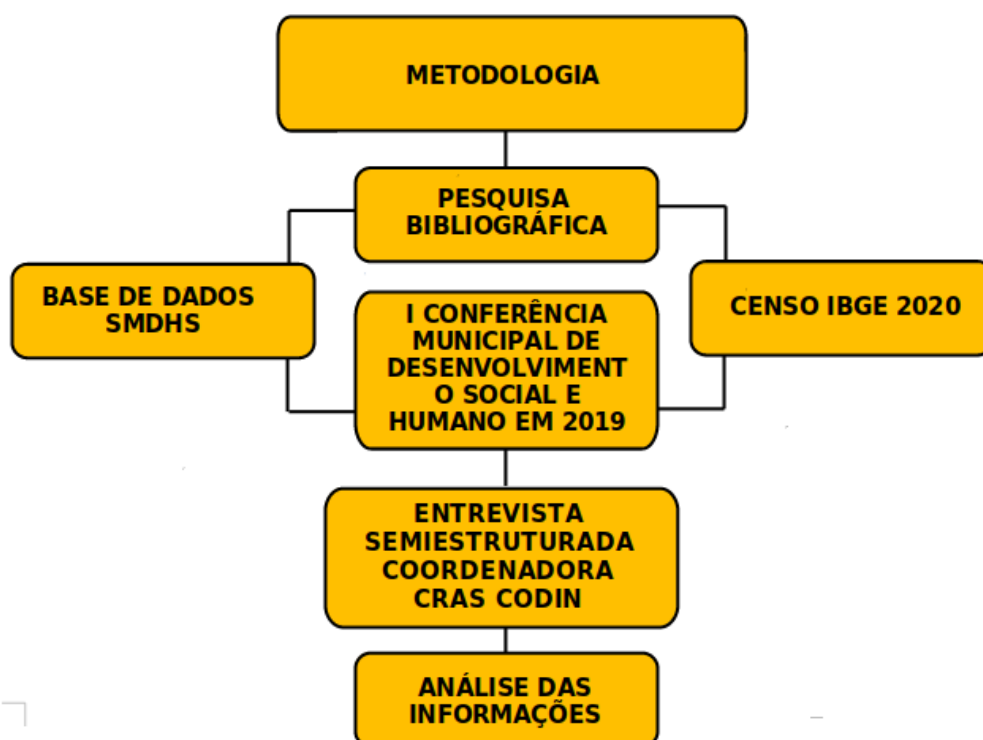 METODOLOGIA
PESQUISA
BIBLIOGRÁFICA
BASE DE DADOS
SMDHS
I CONFERÊNCIA
MUNICIPAL DE
DESENVOLVIMENT
O SOCIAL E
HUMANO EM 2019
CENSO IBGE 2020
ENTREVISTA
SEMIESTRUTURADA
COORDENADORA
CRAS CODIN
ANÁLISE DAS
INFORMAÇÕES